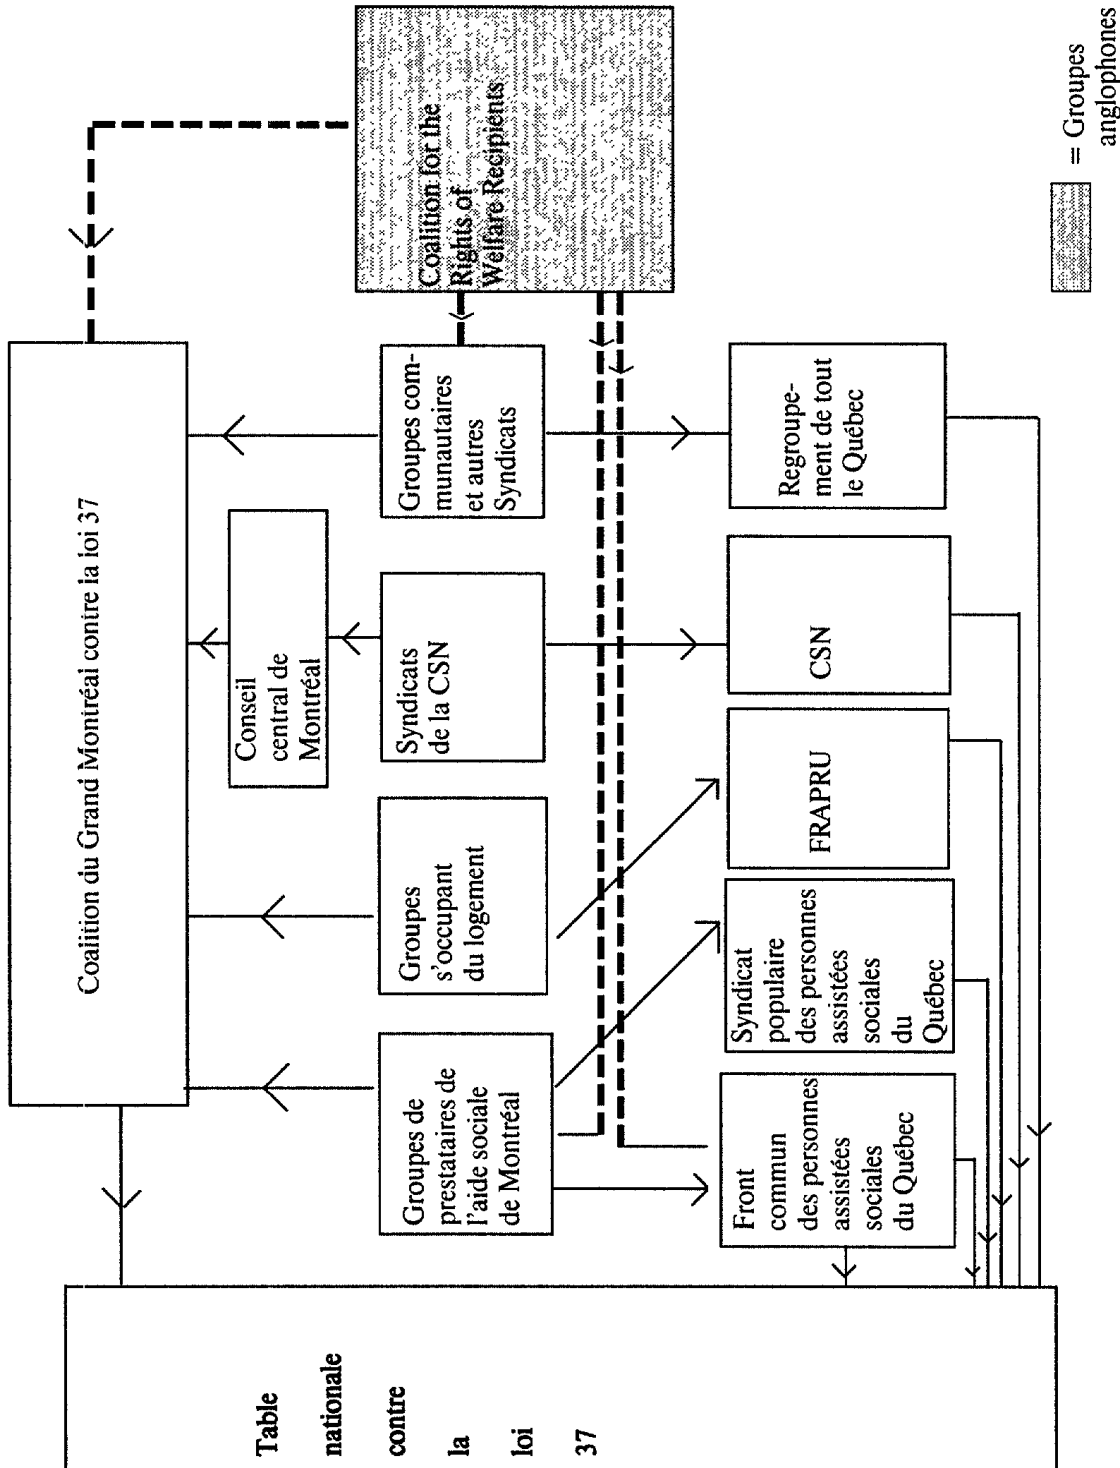 Table
nationale
contre
la
loi
37
Coalition du Grand Montréal contre la loi 37
Conseil
central de
Montréal
Groupes de
prestataires de
l'aide sociale
de Montréal
Groupes
s'occupant
du logement
Syndicats
de la CSN
Groupes com-
munautaires
et autres
Syndicats
Coalition for the
Rights of
Welfare Recipients
Front
commun
des personnes
assistées
sociales
du Québec
Syndicat
populaire
des personnes
assistées
sociales
du
Québec
FRAPRU
CSN
Regroupe-
ment de tout
le Québec
= Groupes
anglophones